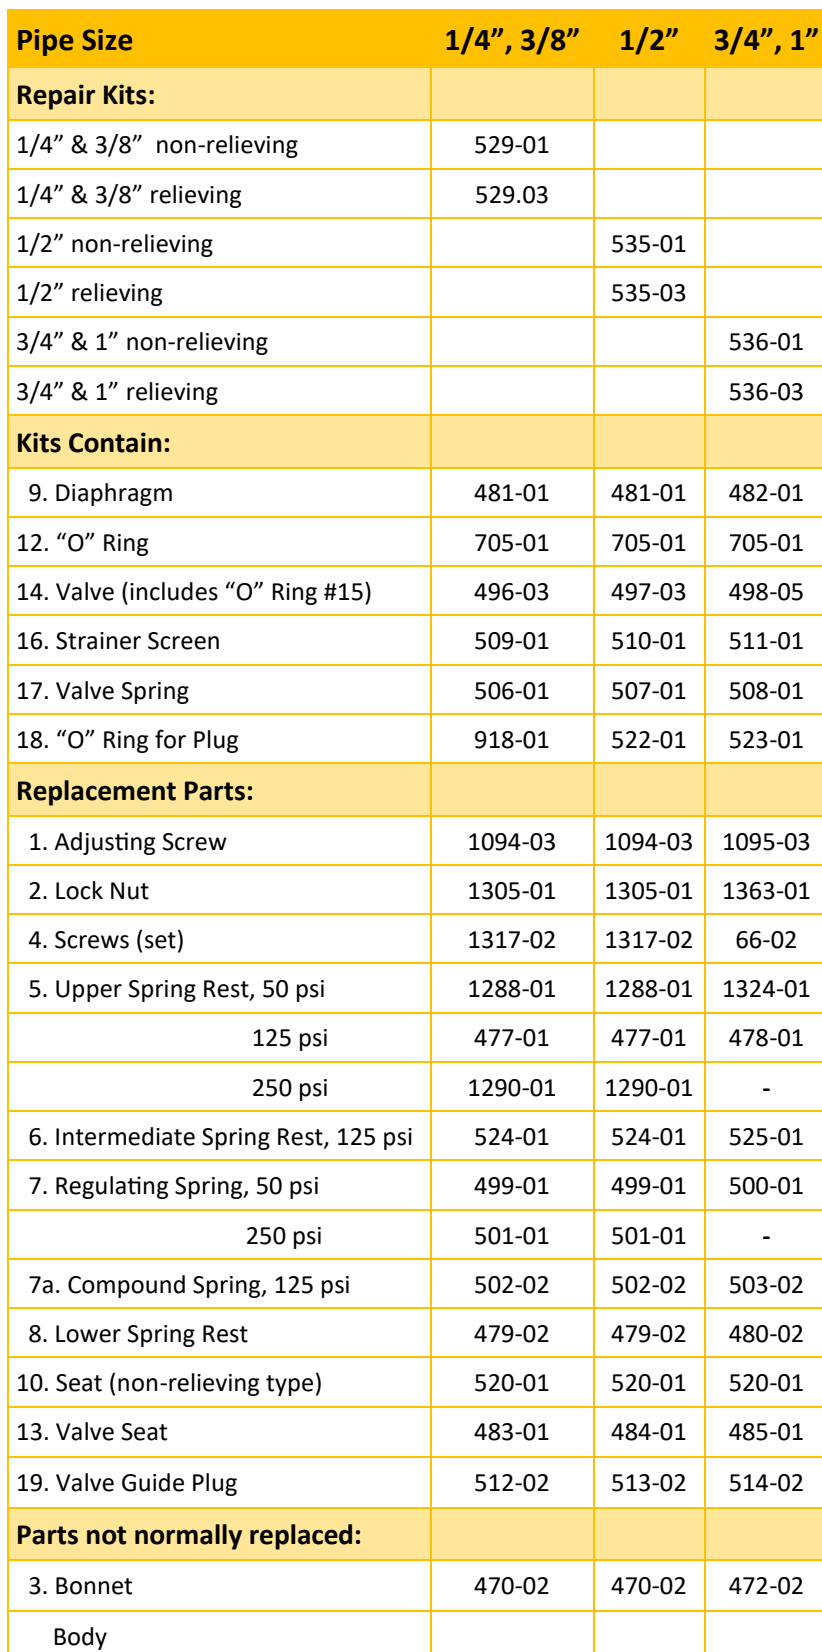 Pipe Size 1/4”, 3/8” 1/2” 3/4”, 1”
Repair Kits:
1/4” & 3/8” non-relieving 529-01
1/4” & 3/8” relieving 529.03
1/2” non-relieving 535-01
1/2” relieving 535-03
3/4” & 1” non-relieving 536-01
3/4” & 1” relieving 536-03
Kits Contain:
9. Diaphragm 481-01 481-01 482-01
12. “O” Ring 705-01 705-01 705-01
14. Valve (includes “O” Ring #15) 496-03 497-03 498-05
16. Strainer Screen 509-01 510-01 511-01
17. Valve Spring 506-01 507-01 508-01
18. “O” Ring for Plug 918-01 522-01 523-01
Replacement Parts:
1. Adjusting Screw 1094-03 1094-03 1095-03
2. Lock Nut 1305-01 1305-01 1363-01
4. Screws (set) 1317-02 1317-02 66-02
5. Upper Spring Rest, 50 psi 1288-01 1288-01 1324-01
125 psi 477-01 477-01 478-01
250 psi 1290-01 1290-01 -
6. Intermediate Spring Rest, 125 psi 524-01 524-01 525-01
7. Regulating Spring, 50 psi 499-01 499-01 500-01
250 psi 501-01 501-01 -
7a. Compound Spring, 125 psi 502-02 502-02 503-02
8. Lower Spring Rest 479-02 479-02 480-02
10. Seat (non-relieving type) 520-01 520-01 520-01
13. Valve Seat 483-01 484-01 485-01
19. Valve Guide Plug 512-02 513-02 514-02
Parts not normally replaced:
3. Bonnet 470-02 470-02 472-02
Body